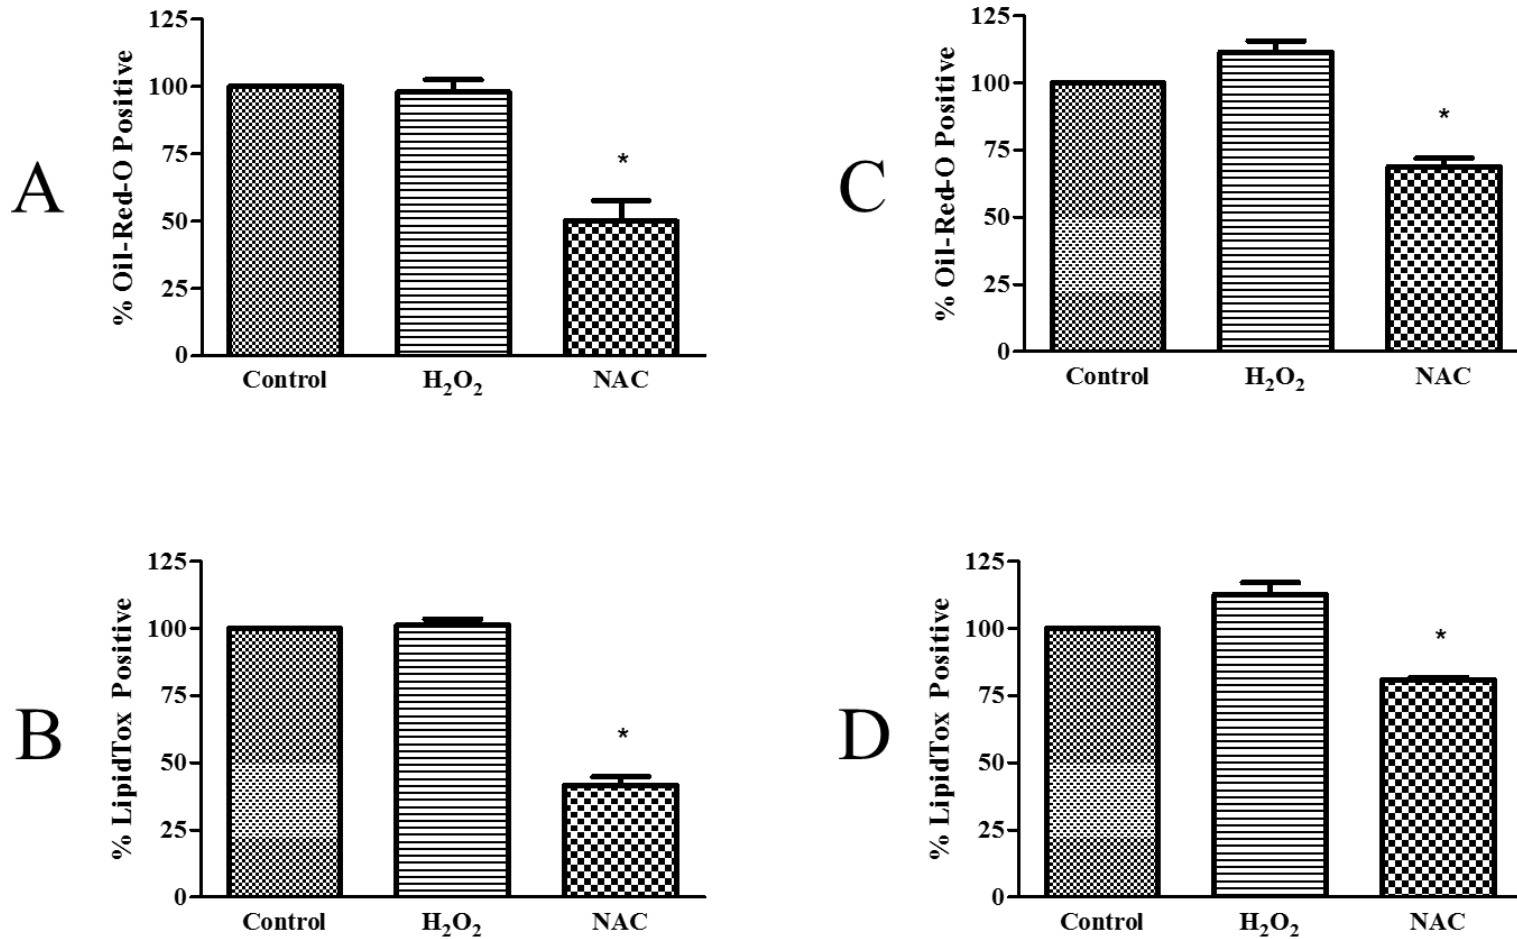 A
% Oil-Red-O Positive
125
100
75
50
25
0
*
Control H₂O₂ NAC
C
% Oil-Red-O Positive
125
100
75
50
25
0
*
Control H₂O₂ NAC
B
% LipidTox Positive
125
100
75
50
25
0
*
Control H₂O₂ NAC
D
% LipidTox Positive
125
100
75
50
25
0
*
Control H₂O₂ NAC